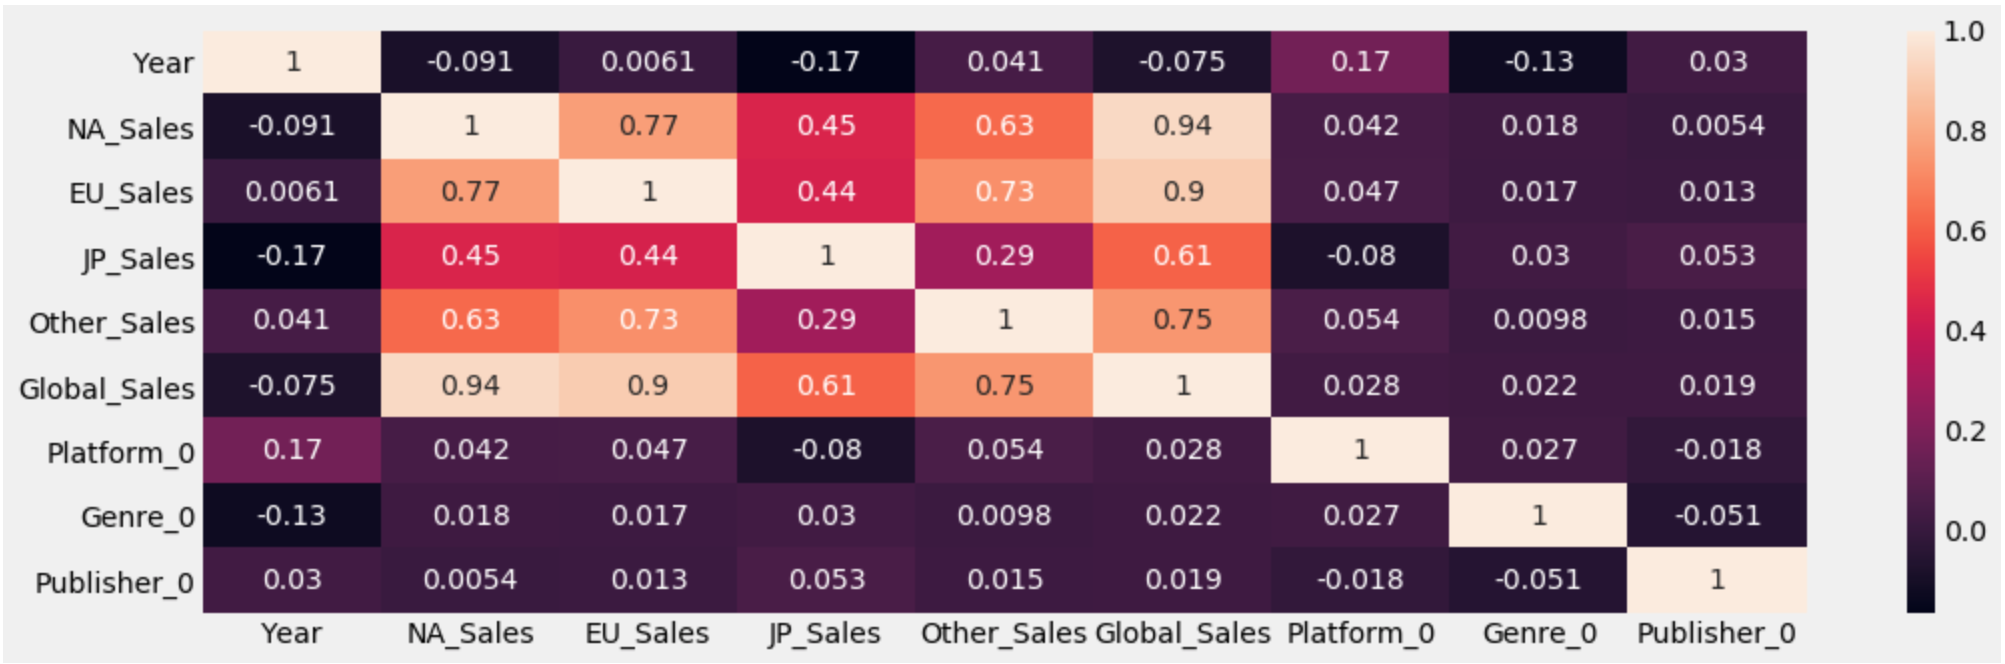 Year 1 -0.091 0.0061 -0.17 0.041 -0.075 0.17 -0.13 0.03
NA_Sales -0.091 1 0.77 0.45 0.63 0.94 0.042 0.018 0.0054
EU_Sales 0.0061 0.77 1 0.44 0.73 0.9 0.047 0.017 0.013
JP_Sales -0.17 0.45 0.44 1 0.29 0.61 -0.08 0.03 0.053
Other_Sales 0.041 0.63 0.73 0.29 1 0.75 0.054 0.0098 0.015
Global_Sales -0.075 0.94 0.9 0.61 0.75 1 0.028 0.022 0.019
Platform_0 0.17 0.042 0.047 -0.08 0.054 0.028 1 0.027 -0.018
Genre_0 -0.13 0.018 0.017 0.03 0.0098 0.022 0.027 1 -0.051
Publisher_0 0.03 0.0054 0.013 0.053 0.015 0.019 -0.018 -0.051 1
Year NA_Sales EU_Sales JP_Sales Other_Sales Global_Sales Platform_0 Genre_0 Publisher_0
1.0
0.8
0.6
0.4
0.2
0.0